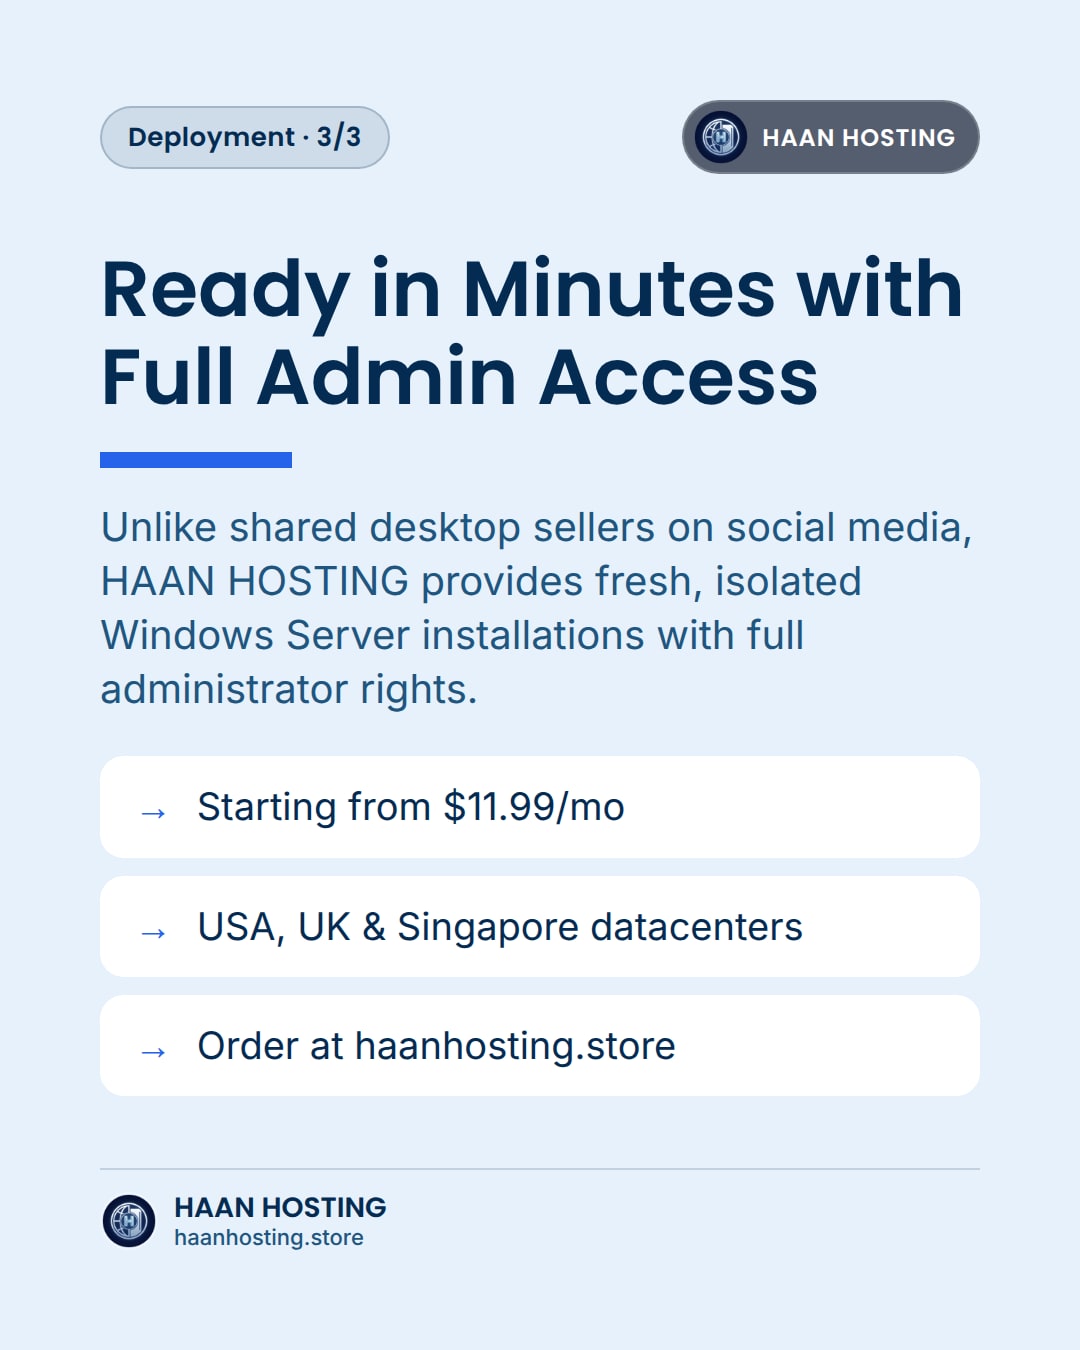 Deployment · 3/3
HAAN HOSTING
Ready in Minutes with
Full Admin Access
Unlike shared desktop sellers on social media,
HAAN HOSTING provides fresh, isolated
Windows Server installations with full
administrator rights.
→ Starting from $11.99/mo
→ USA, UK & Singapore datacenters
→ Order at haanhosting.store
HAAN HOSTING
haanhosting.store